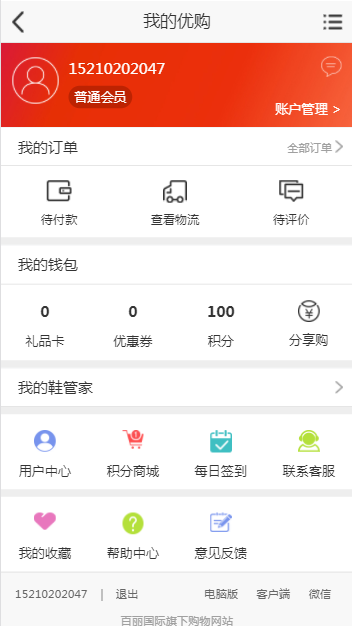 我的优购
15210202047
普通会员
账户管理 >
我的订单 全部订单
待付款 查看物流 待评价
我的钱包
0 0 100
礼品卡 优惠券 积分 分享购
我的鞋管家
用户中心 积分商城 每日签到 联系客服
我的收藏 帮助中心 意见反馈
15210202047 | 退出 电脑版 客户端 微信
百丽国际旗下购物网站